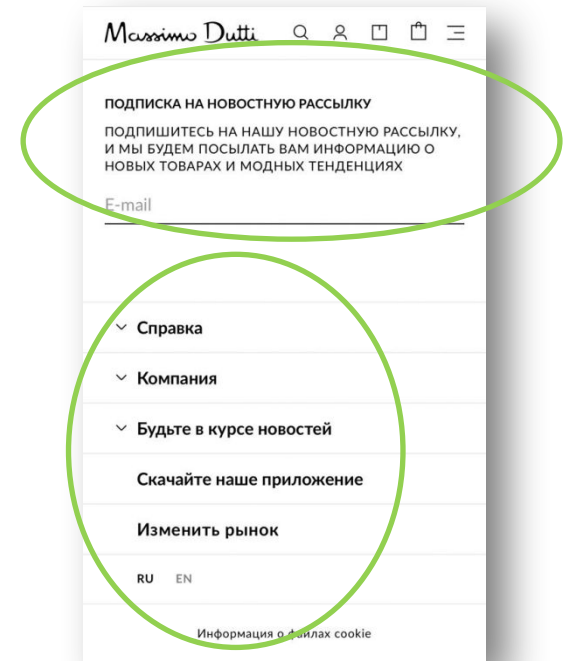 Massimo Dutti
ПОДПИСКА НА НОВОСТНУЮ РАССЫЛКУ
ПОДПИШИТЕСЬ НА НАШУ НОВОСТНУЮ РАССЫЛКУ,
И МЫ БУДЕМ ПОСЫЛАТЬ ВАМ ИНФОРМАЦИЮ О
НОВЫХ ТОВАРАХ И МОДНЫХ ТЕНДЕНЦИЯХ
E-mail
Справка
Компания
Будьте в курсе новостей
Скачайте наше приложение
Изменить рынок
RU EN
Информация о файлах cookie